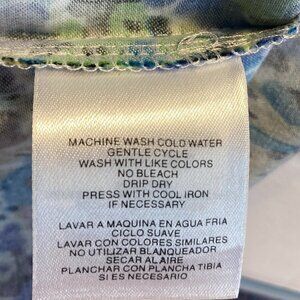 MACHINE WASH COLD WATER
GENTLE CYCLE
WASH WITH LIKE COLORS
NO BLEACH
DRIP DRY
PRESS WITH COOL IRON
IF NECESSARY
LAVAR A MAQUINA EN AGUA FRIA
CICLO SUAVE
LAVAR CON COLORES SIMILARES
NO UTILIZAR BLANQUEADOR
SECAR AL AIRE
PLANCHAR CON PLANCHA TIBIA
SI ES NECESARIO